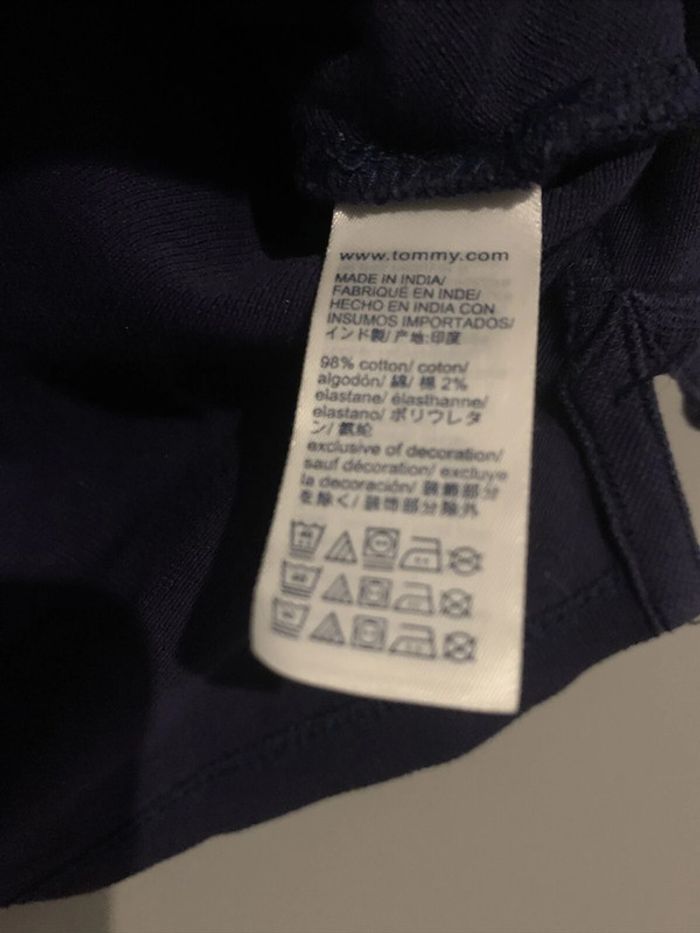 www.tommy.com
MADE IN INDIA/
FABRIQUÉ EN INDE/
HECHO EN INDIA CON
INSUMOS IMPORTADOS/
インド製/ 产地:印度
98% cotton/ coton/
algodón/ 綿/ 棉 2%
elastane/ élasthanne/
elastano/ ポリウレタ
ン/ 氨纶
exclusive of decoration/
sauf décoration/ excluye
la decoración/ 装飾部分
を除く/ 装饰部分除外